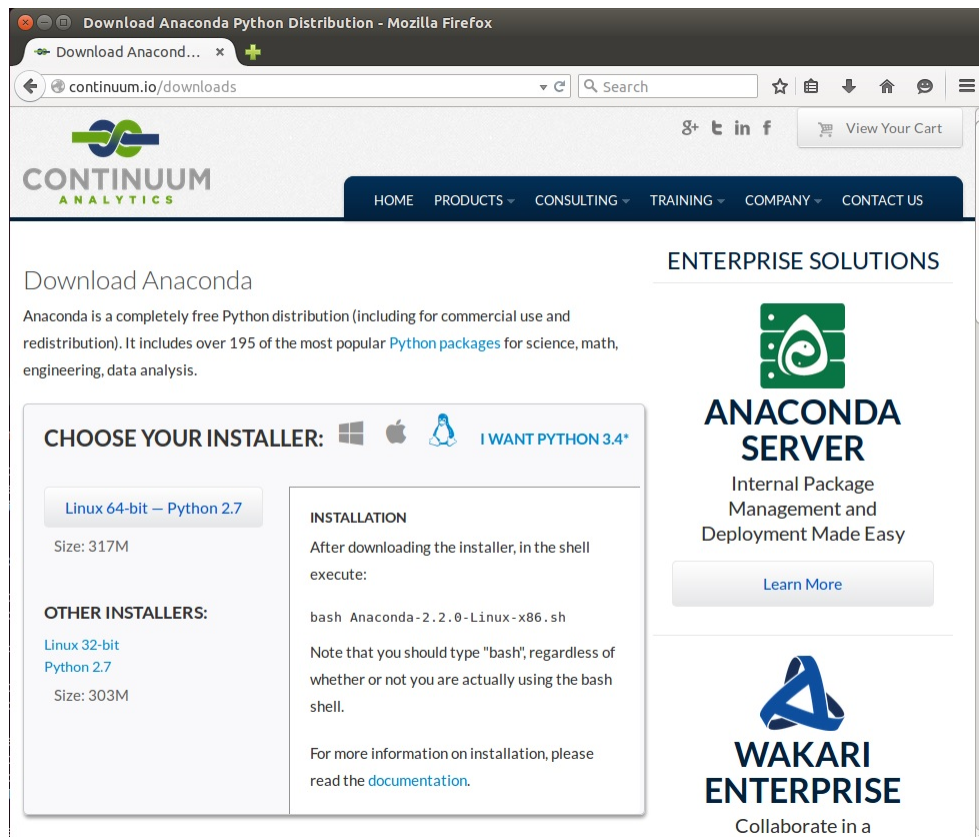 Download Anaconda Python Distribution - Mozilla Firefox
Download Anacond...
continuum.io/downloads
Search
View Your Cart
CONTINUUM
ANALYTICS
HOME PRODUCTS CONSULTING TRAINING COMPANY CONTACT US
Download Anaconda
Anaconda is a completely free Python distribution (including for commercial use and
redistribution). It includes over 195 of the most popular Python packages for science, math,
engineering, data analysis.
CHOOSE YOUR INSTALLER:
I WANT PYTHON 3.4*
Linux 64-bit — Python 2.7
Size: 317M
OTHER INSTALLERS:
Linux 32-bit
Python 2.7
Size: 303M
INSTALLATION
After downloading the installer, in the shell
execute:
bash Anaconda-2.2.0-Linux-x86.sh
Note that you should type "bash", regardless of
whether or not you are actually using the bash
shell.
For more information on installation, please
read the documentation.
ENTERPRISE SOLUTIONS
ANACONDA
SERVER
Internal Package
Management and
Deployment Made Easy
Learn More
WAKARI
ENTERPRISE
Collaborate in a